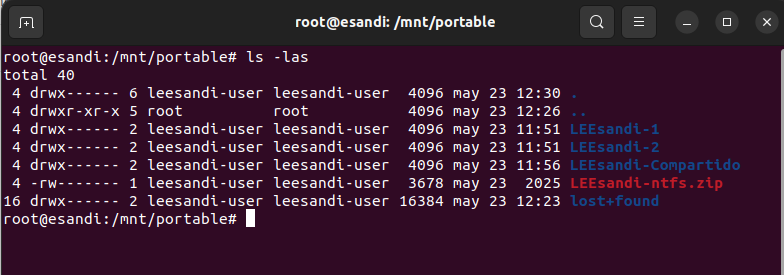 root@esandi: /mnt/portable
root@esandi:/mnt/portable# ls -las
total 40
 4 drwx------ 6 leesandi-user leesandi-user  4096 may 23 12:30 .
 4 drwxr-xr-x 5 root          root           4096 may 23 12:26 ..
 4 drwx------ 2 leesandi-user leesandi-user  4096 may 23 11:51 LEEsandi-1
 4 drwx------ 2 leesandi-user leesandi-user  4096 may 23 11:51 LEEsandi-2
 4 drwx------ 2 leesandi-user leesandi-user  4096 may 23 11:56 LEEsandi-Compartido
 4 -rw------- 1 leesandi-user leesandi-user  3678 may 23  2025 LEEsandi-ntfs.zip
16 drwx------ 2 leesandi-user leesandi-user 16384 may 23 12:23 lost+found
root@esandi:/mnt/portable#